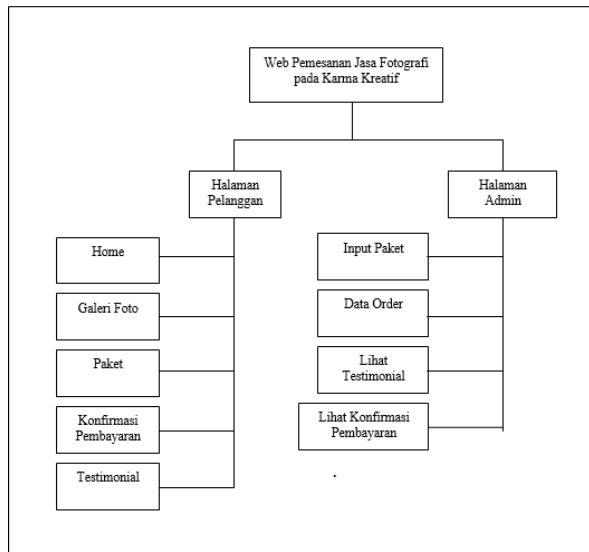 Web Pemesanan Jasa Fotografi
pada Karma Kreatif
Halaman
Pelanggan
Halaman
Admin
Home
Galeri Foto
Paket
Konfirmasi
Pembayaran
Testimonial
Input Paket
Data Order
Lihat
Testimonial
Lihat Konfirmasi
Pembayaran
.